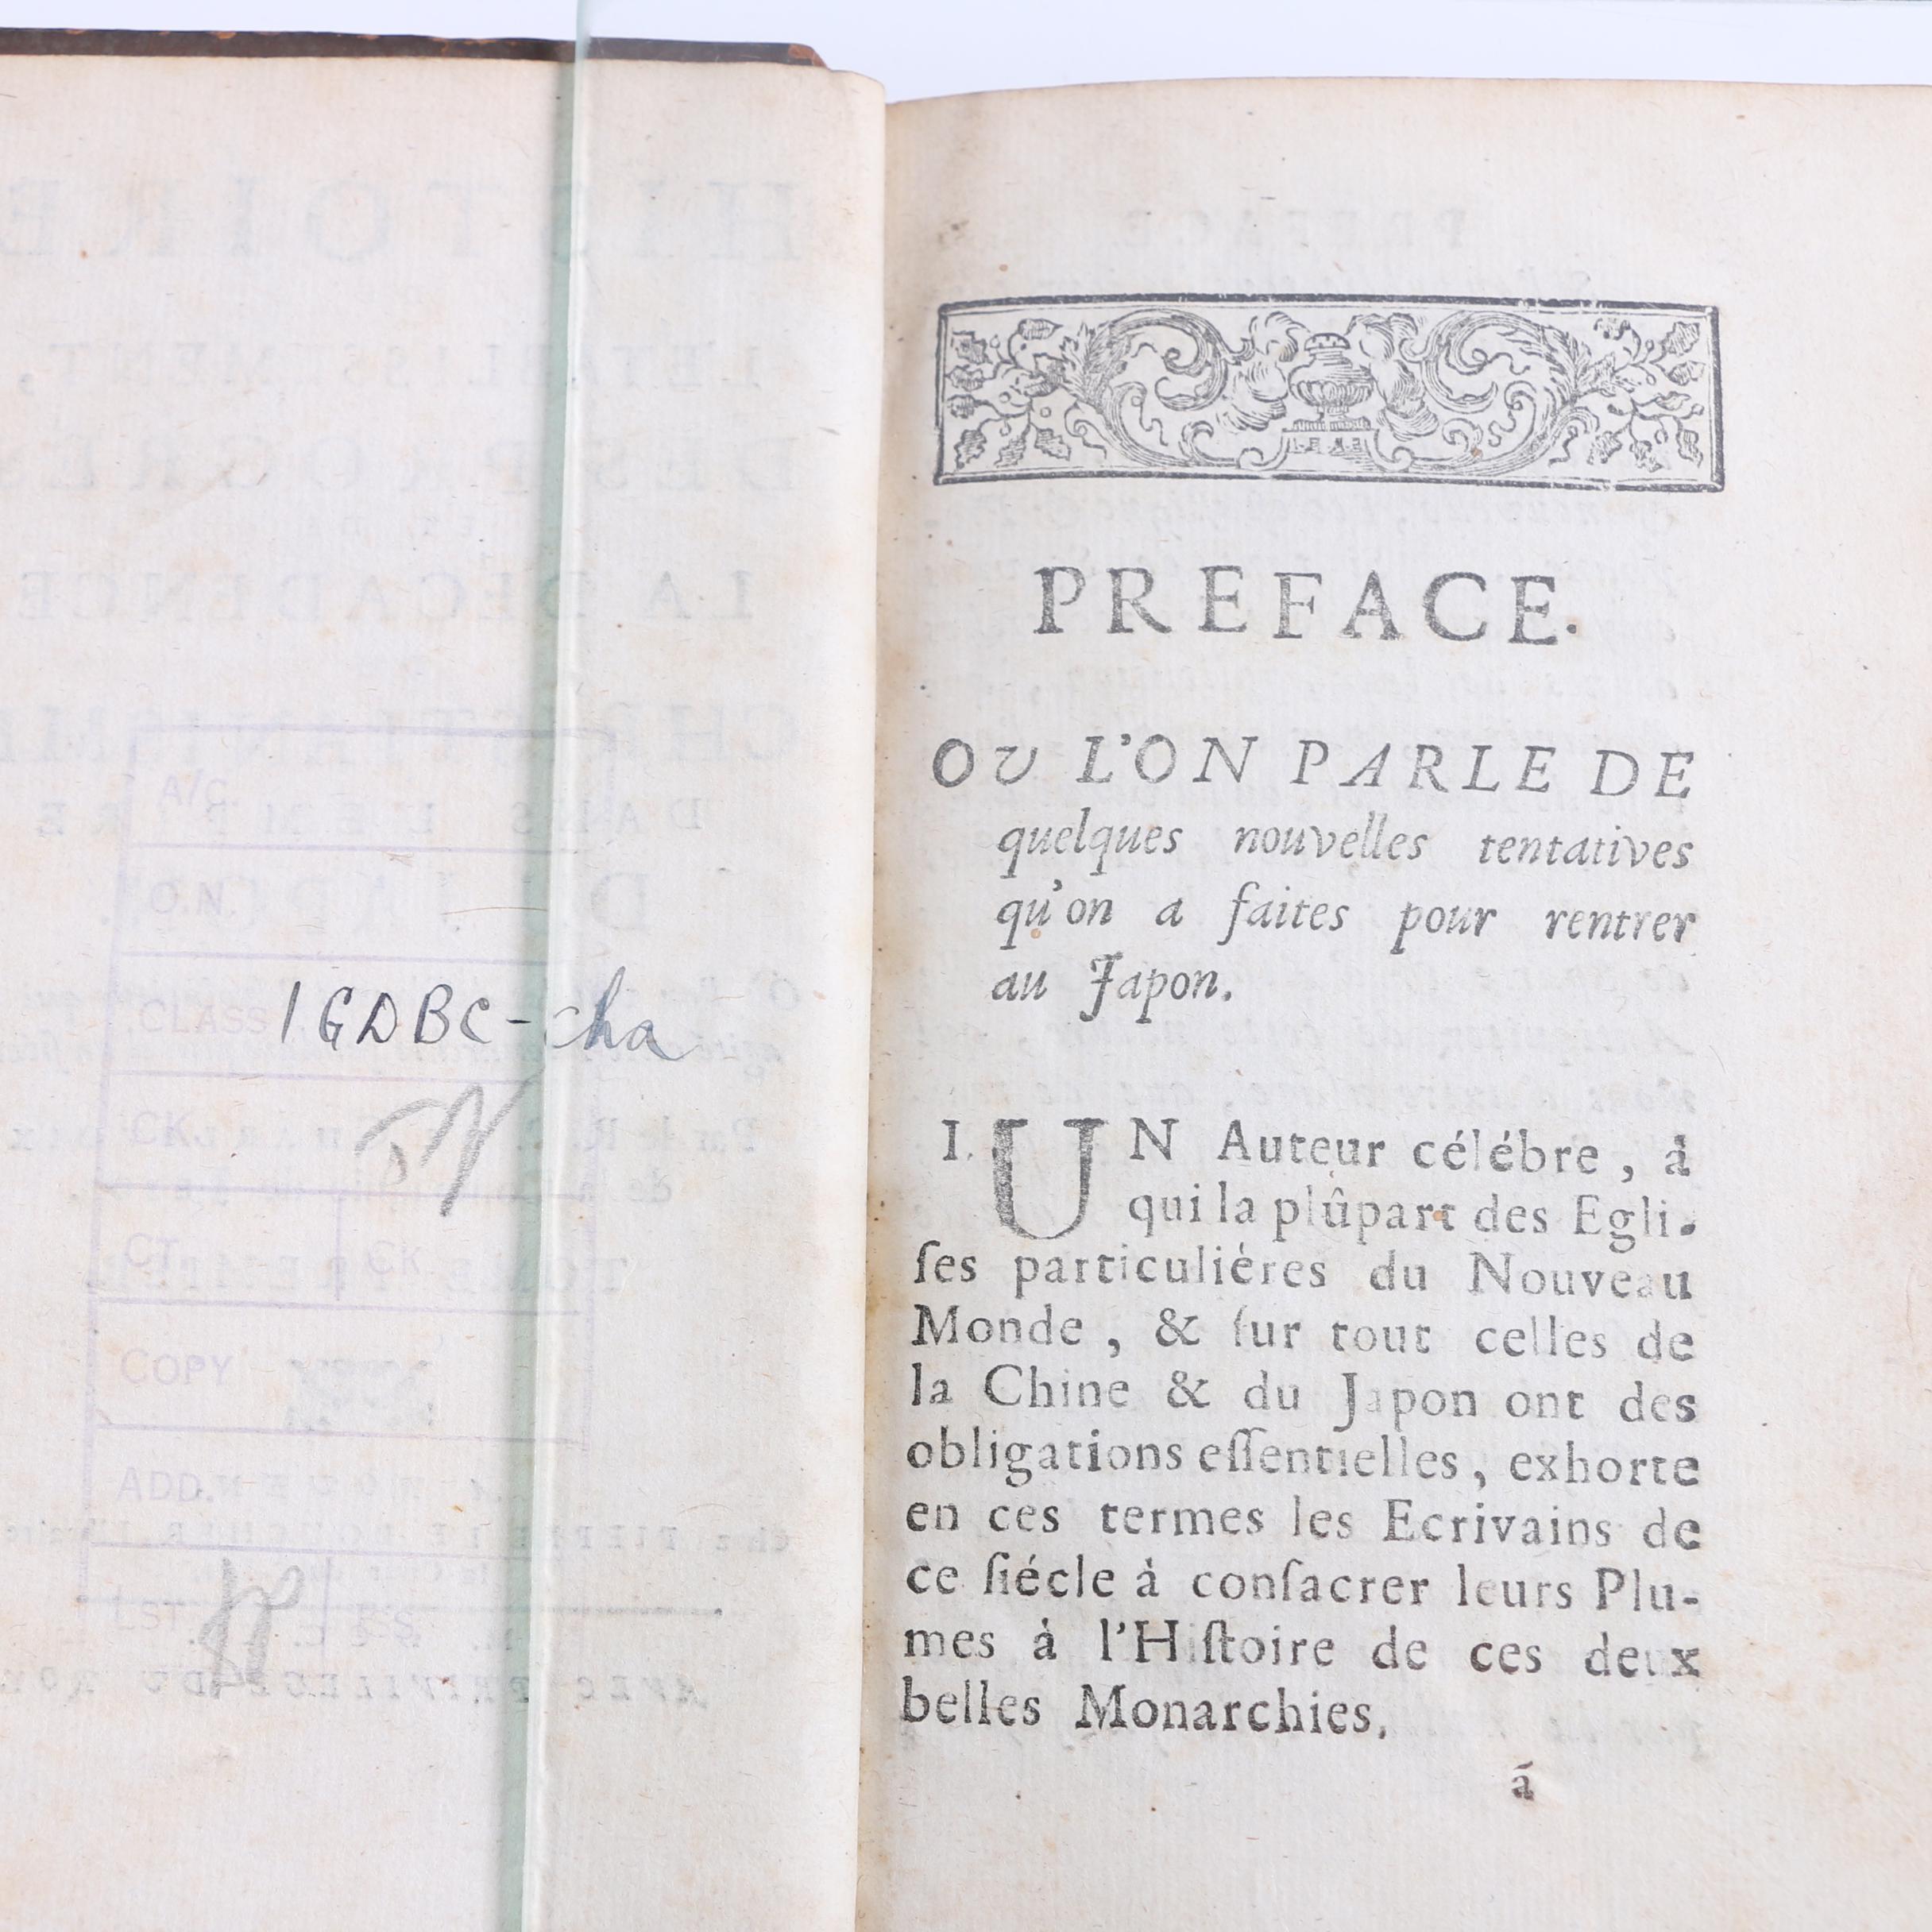 A/C.
O.N.
CLASS 1GDBC-cha
CK.
CT. CK
COPY
ADD.
LST.
PREFACE.
OU L'ON PARLE DE
quelques nouvelles tentatives
qu'on a faites pour rentrer
au Japon.
I. UN Auteur célébre, à
qui la plûpart des Egli-
ſes particuliéres du Nouveau
Monde, & ſur tout celles de
la Chine & du Japon ont des
obligations eſſentielles, exhorte
en ces termes les Ecrivains de
ce ſiécle à conſacrer leurs Plu-
mes à l'Hiſtoire de ces deux
belles Monarchies.
á